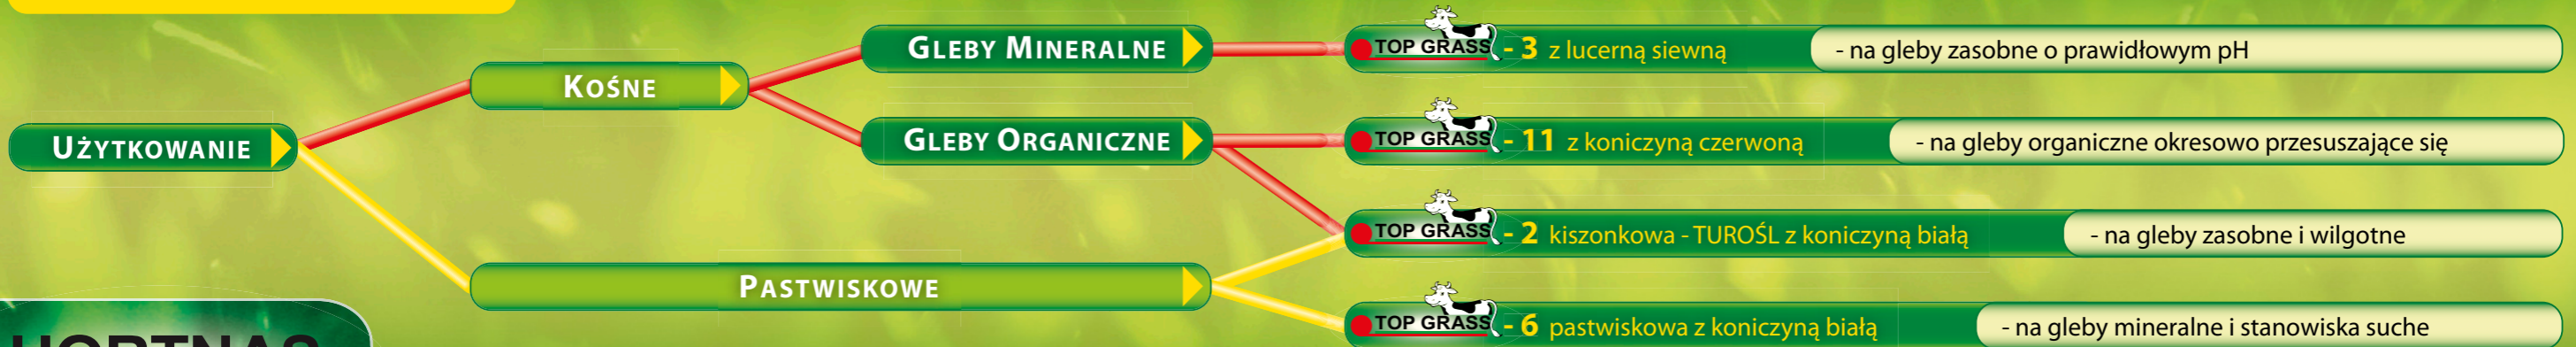 UŻYTKOWANIE
KOŚNE
PASTWISKOWE
GLEBY MINERALNE
GLEBY ORGANICZNE
TOP GRASS - 3 z lucerną siewną - na gleby zasobne o prawidłowym pH
TOP GRASS - 11 z koniczyną czerwoną - na gleby organiczne okresowo przesuszające się
TOP GRASS - 2 kiszonkowa - TUROŚL z koniczyną białą - na gleby zasobne i wilgotne
TOP GRASS - 6 pastwiskowa z koniczyną białą - na gleby mineralne i stanowiska suche